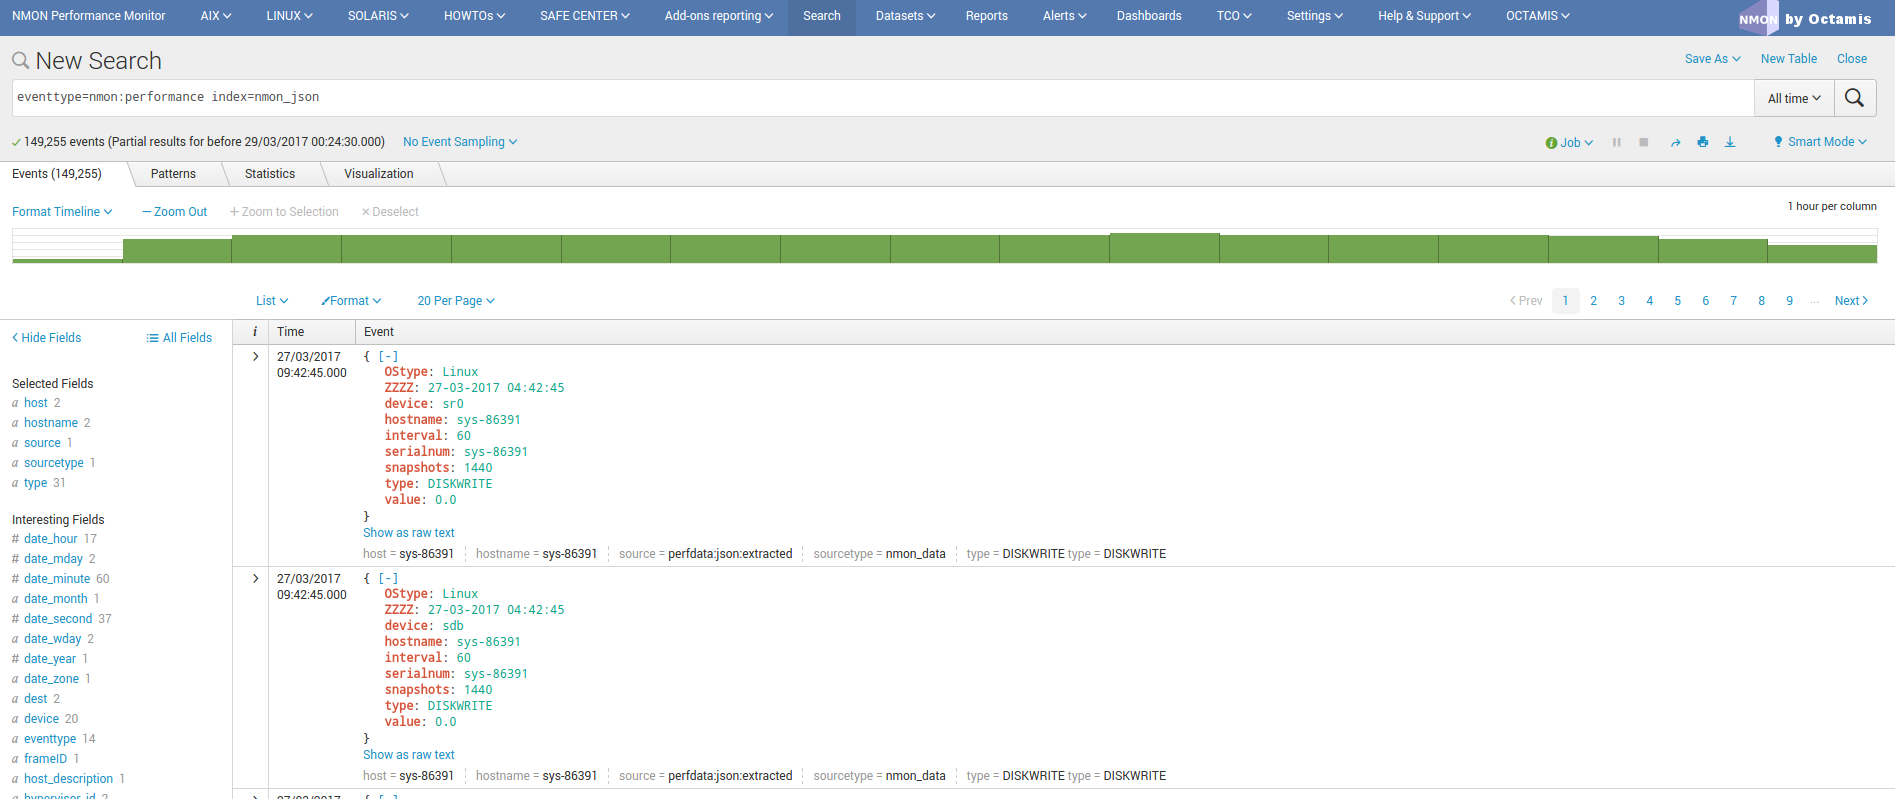 NMON Performance Monitor AIX LINUX SOLARIS HOWTOs SAFE CENTER Add-ons reporting Search Datasets Reports Alerts Dashboards TCO Settings Help & Support OCTAMIS NMON by Octamis
New Search
Save As New Table Close
eventtype=nmon:performance index=nmon_json
All time
149,255 events (Partial results for before 29/03/2017 00:24:30.000) No Event Sampling
i Job Smart Mode
Events (149,255) Patterns Statistics Visualization
Format Timeline — Zoom Out + Zoom to Selection × Deselect
1 hour per column
List Format 20 Per Page
< Prev 1 2 3 4 5 6 7 8 9 ... Next >
< Hide Fields All Fields
Selected Fields
a host 2
a hostname 2
a source 1
a sourcetype 1
a type 31
Interesting Fields
# date_hour 17
# date_mday 2
# date_minute 60
a date_month 1
# date_second 37
a date_wday 2
# date_year 1
a date_zone 1
a dest 2
a device 20
a eventtype 14
a frameID 1
a host_description 1
a hypervisor_id 2
i Time Event
> 27/03/2017
09:42:45.000
{ [-]
OStype: Linux
ZZZZ: 27-03-2017 04:42:45
device: sr0
hostname: sys-86391
interval: 60
serialnum: sys-86391
snapshots: 1440
type: DISKWRITE
value: 0.0
}
Show as raw text
host = sys-86391 hostname = sys-86391 source = perfdata:json:extracted sourcetype = nmon_data type = DISKWRITE type = DISKWRITE
> 27/03/2017
09:42:45.000
{ [-]
OStype: Linux
ZZZZ: 27-03-2017 04:42:45
device: sdb
hostname: sys-86391
interval: 60
serialnum: sys-86391
snapshots: 1440
type: DISKWRITE
value: 0.0
}
Show as raw text
host = sys-86391 hostname = sys-86391 source = perfdata:json:extracted sourcetype = nmon_data type = DISKWRITE type = DISKWRITE
> 27/03/2017 { [-]